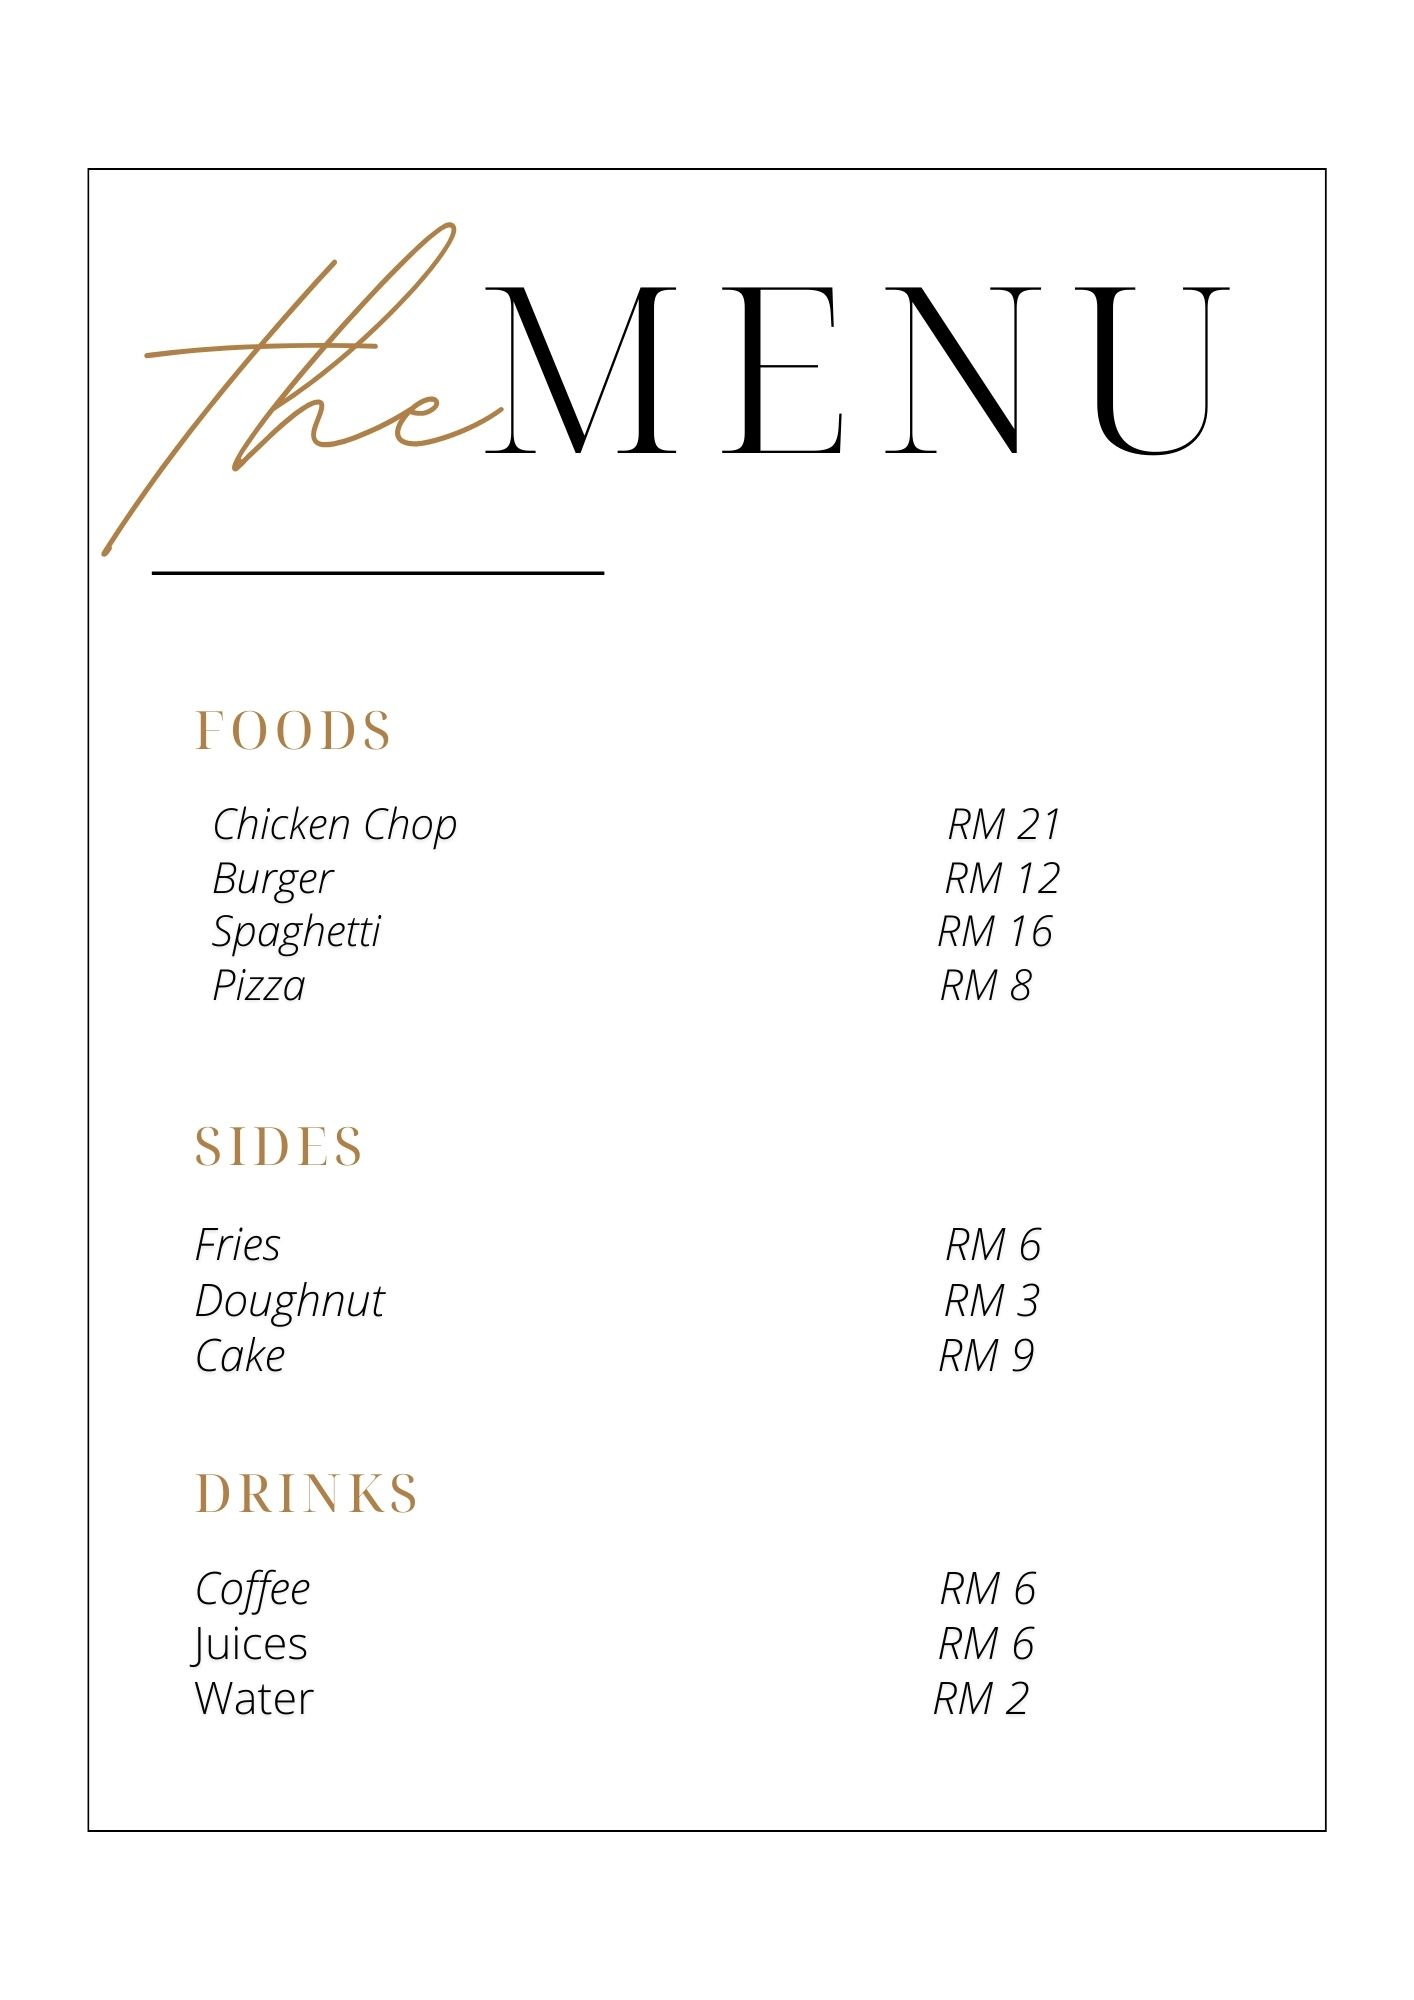 the MENU
FOODS
Chicken Chop RM 21
Burger RM 12
Spaghetti RM 16
Pizza RM 8
SIDES
Fries RM 6
Doughnut RM 3
Cake RM 9
DRINKS
Coffee RM 6
Juices RM 6
Water RM 2